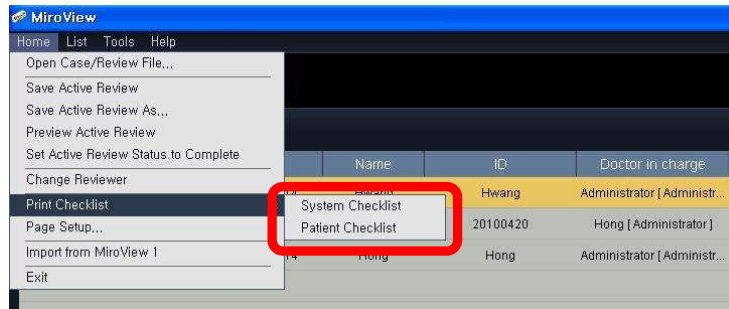 MiroView
Home List Tools Help
Open Case/Review File...
Save Active Review
Save Active Review As...
Preview Active Review
Set Active Review Status to Complete
Name ID Doctor in charge
Change Reviewer
Hwang Hwang Administrator [ Administr...
Print Checklist
System Checklist
Page Setup...
Patient Checklist
20100420 Hong [ Administrator ]
Import from MiroView 1
Hong Hong Administrator [ Administr...
Exit